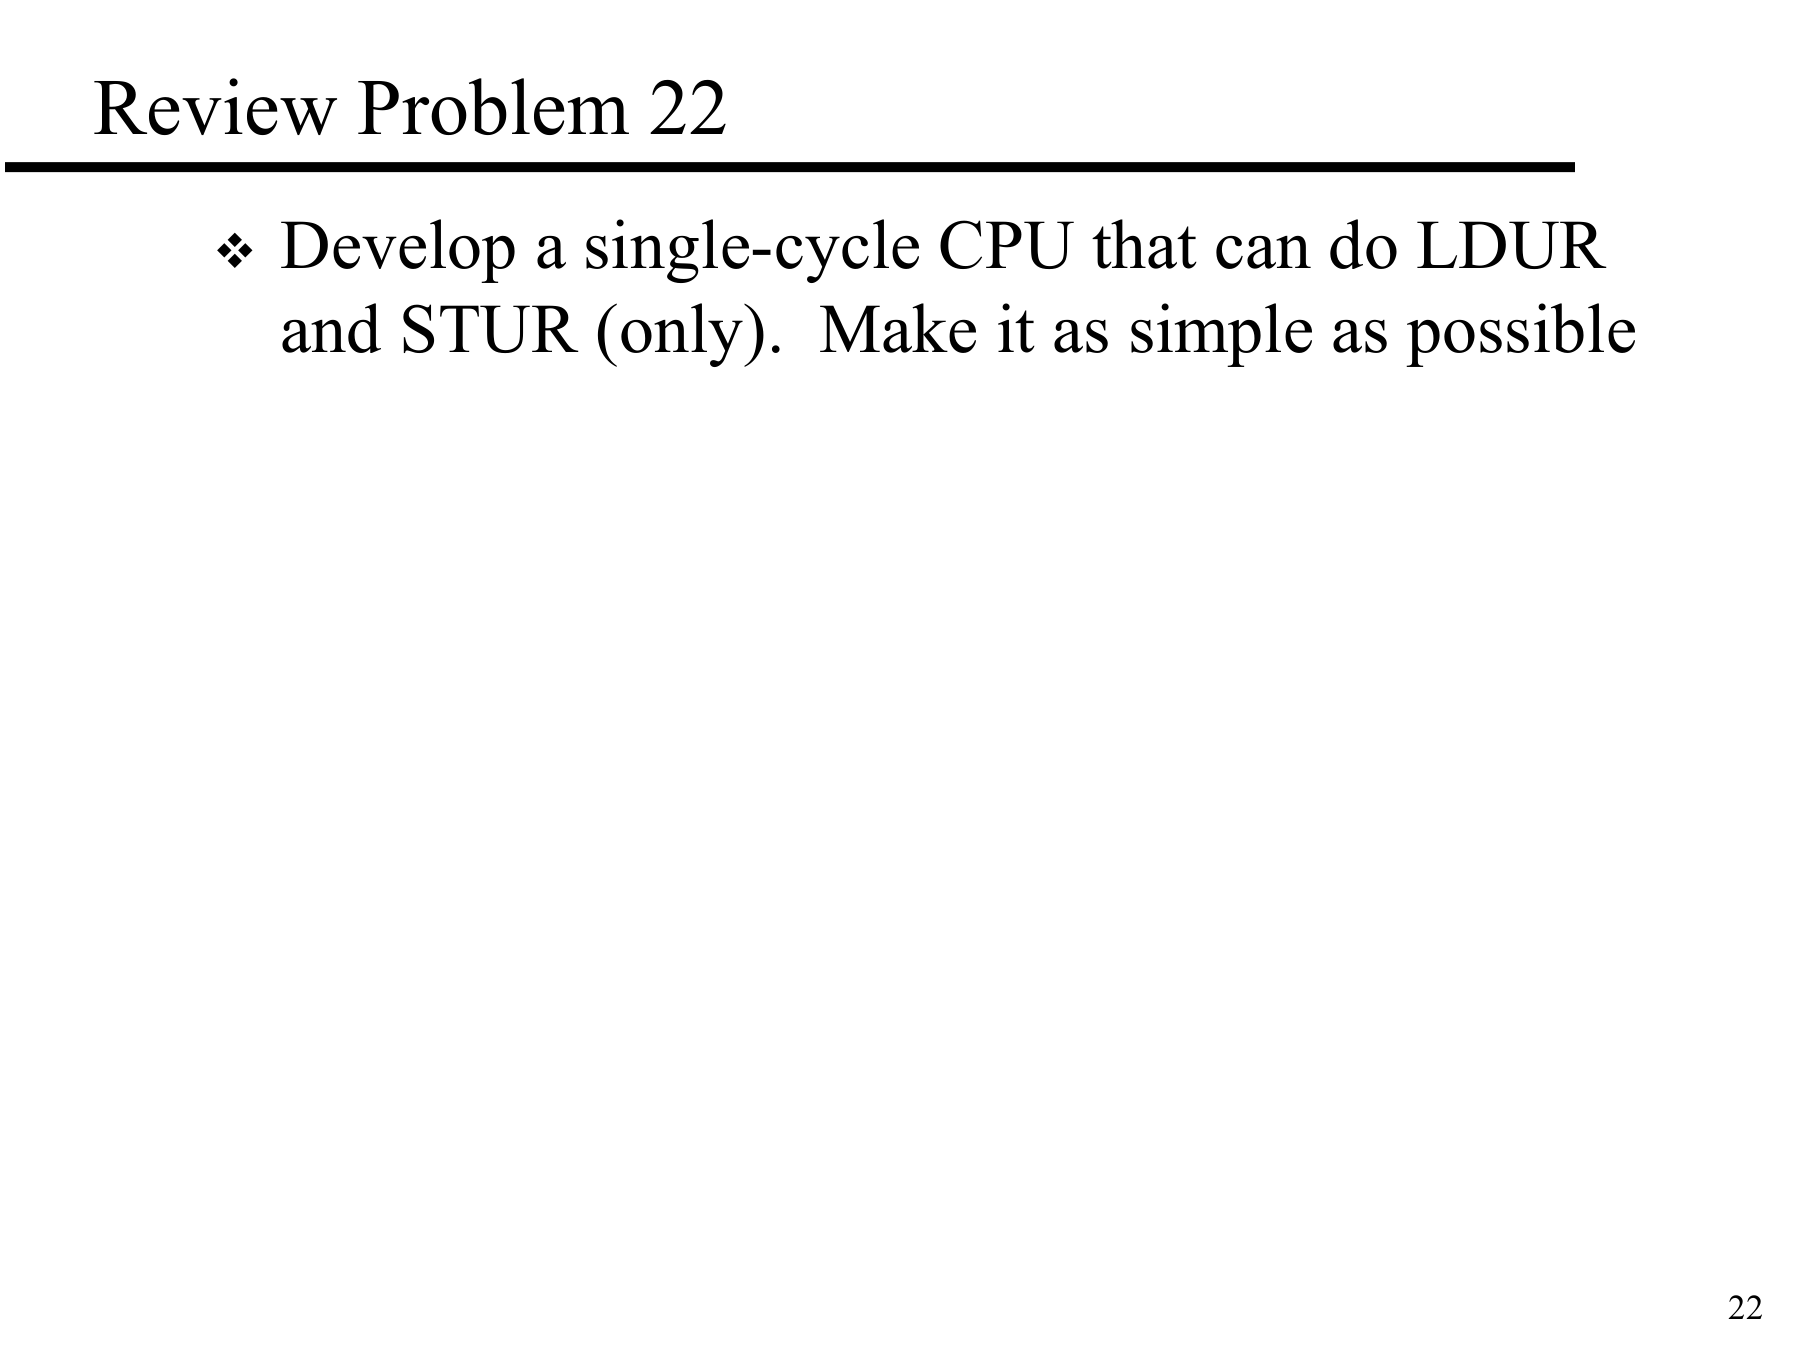 Review Problem 22
❖ Develop a single-cycle CPU that can do LDUR
and STUR (only).  Make it as simple as possible
22